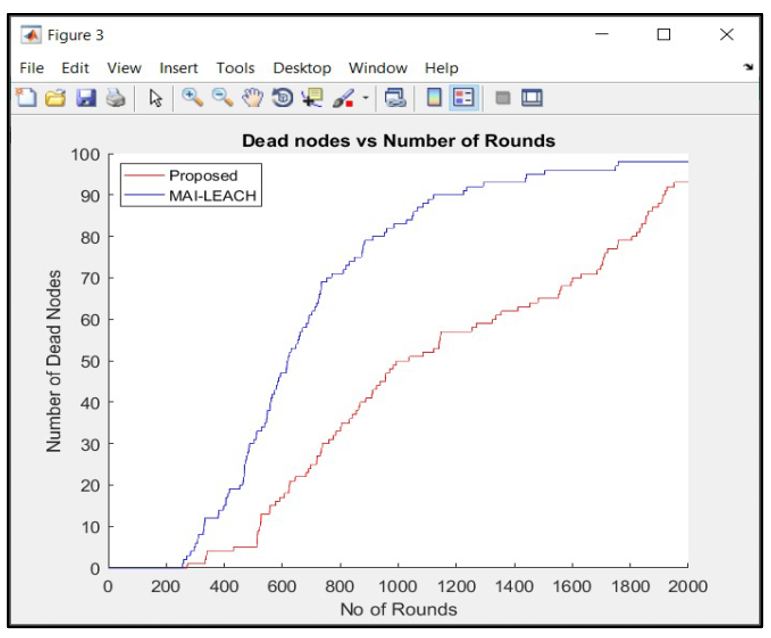 Figure 3
File Edit View Insert Tools Desktop Window Help
Dead nodes vs Number of Rounds
Proposed
MAI-LEACH
Number of Dead Nodes
100
90
80
70
60
50
40
30
20
10
0
0 200 400 600 800 1000 1200 1400 1600 1800 2000
No of Rounds